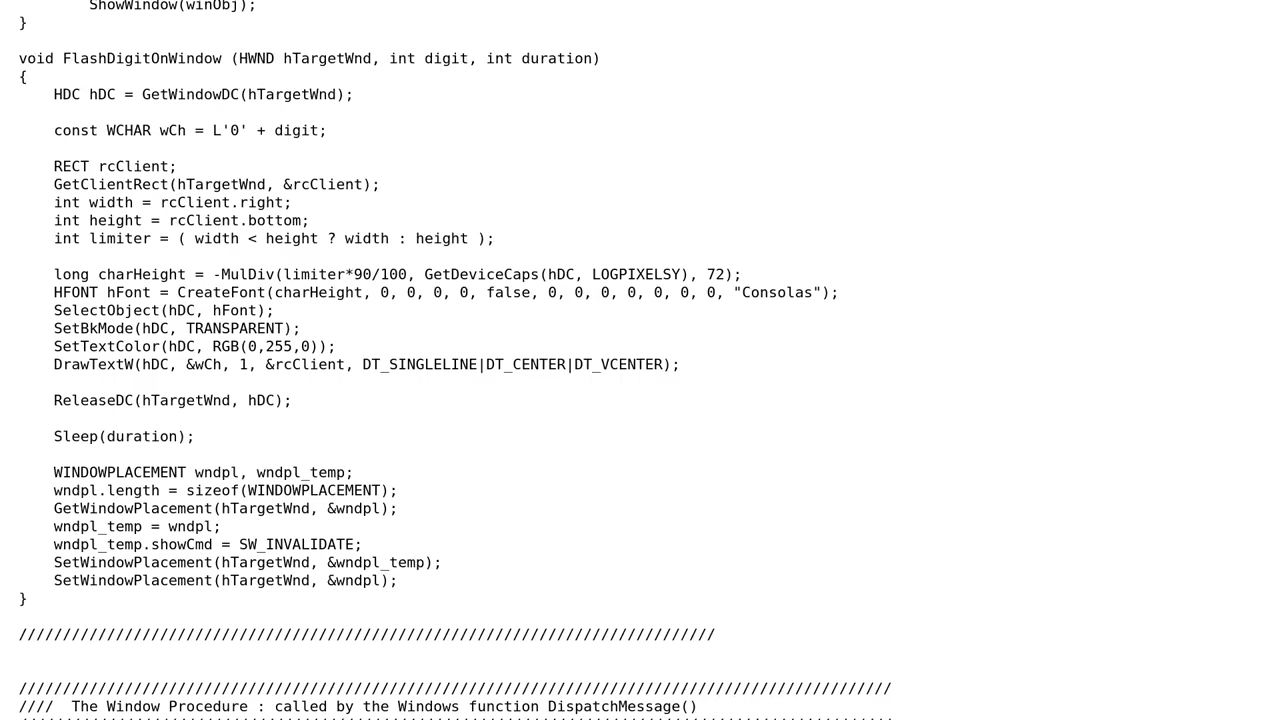 ShowWindow(winObj);
}
void FlashDigitOnWindow (HWND hTargetWnd, int digit, int duration)
{
    HDC hDC = GetWindowDC(hTargetWnd);
    const WCHAR wCh = L'0' + digit;
    RECT rcClient;
    GetClientRect(hTargetWnd, &rcClient);
    int width = rcClient.right;
    int height = rcClient.bottom;
    int limiter = ( width < height ? width : height );
    long charHeight = -MulDiv(limiter*90/100, GetDeviceCaps(hDC, LOGPIXELSY), 72);
    HFONT hFont = CreateFont(charHeight, 0, 0, 0, 0, false, 0, 0, 0, 0, 0, 0, 0, "Consolas");
    SelectObject(hDC, hFont);
    SetBkMode(hDC, TRANSPARENT);
    SetTextColor(hDC, RGB(0,255,0));
    DrawTextW(hDC, &wCh, 1, &rcClient, DT_SINGLELINE|DT_CENTER|DT_VCENTER);
    ReleaseDC(hTargetWnd, hDC);
    Sleep(duration);
    WINDOWPLACEMENT wndpl, wndpl_temp;
    wndpl.length = sizeof(WINDOWPLACEMENT);
    GetWindowPlacement(hTargetWnd, &wndpl);
    wndpl_temp = wndpl;
    wndpl_temp.showCmd = SW_INVALIDATE;
    SetWindowPlacement(hTargetWnd, &wndpl_temp);
    SetWindowPlacement(hTargetWnd, &wndpl);
}
///////////////////////////////////////////////////////////////////////////////
///////////////////////////////////////////////////////////////////////////////////////////////////
////  The Window Procedure : called by the Windows function DispatchMessage()